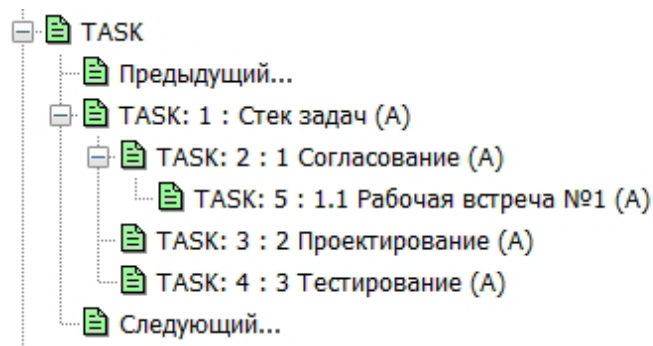 TASK
Предыдущий...
TASK: 1 : Стек задач (A)
TASK: 2 : 1 Согласование (A)
TASK: 5 : 1.1 Рабочая встреча №1 (A)
TASK: 3 : 2 Проектирование (A)
TASK: 4 : 3 Тестирование (A)
Следующий...